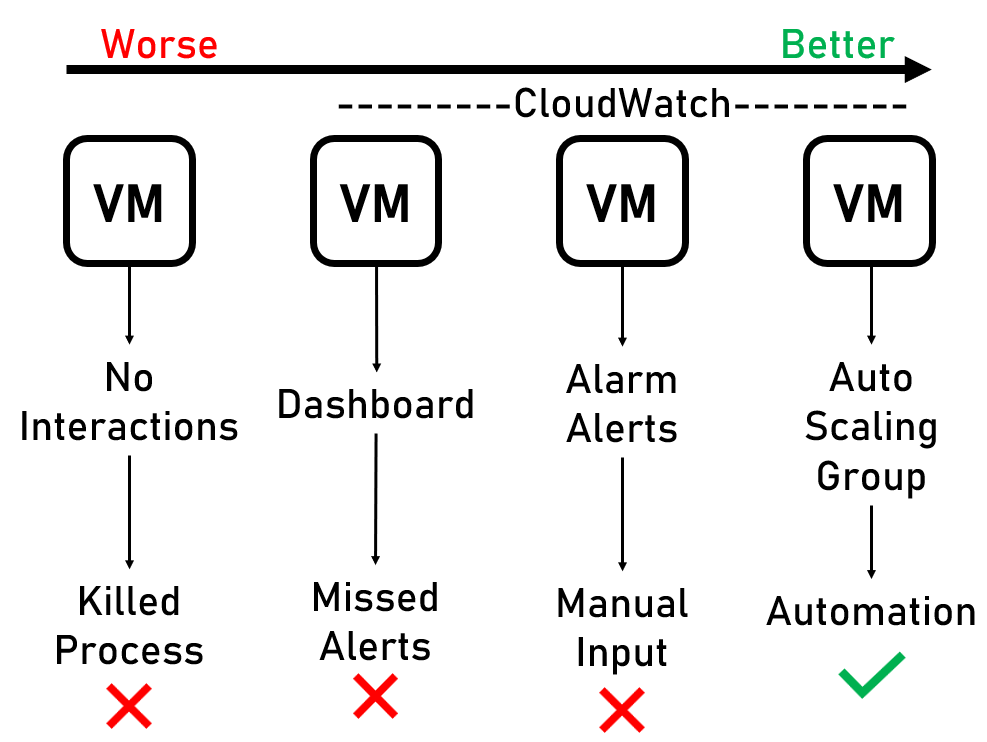 Worse
Better
---------CloudWatch---------
VM
VM
VM
VM
No
Interactions
Dashboard
Alarm
Alerts
Auto
Scaling
Group
Killed
Process
Missed
Alerts
Manual
Input
Automation